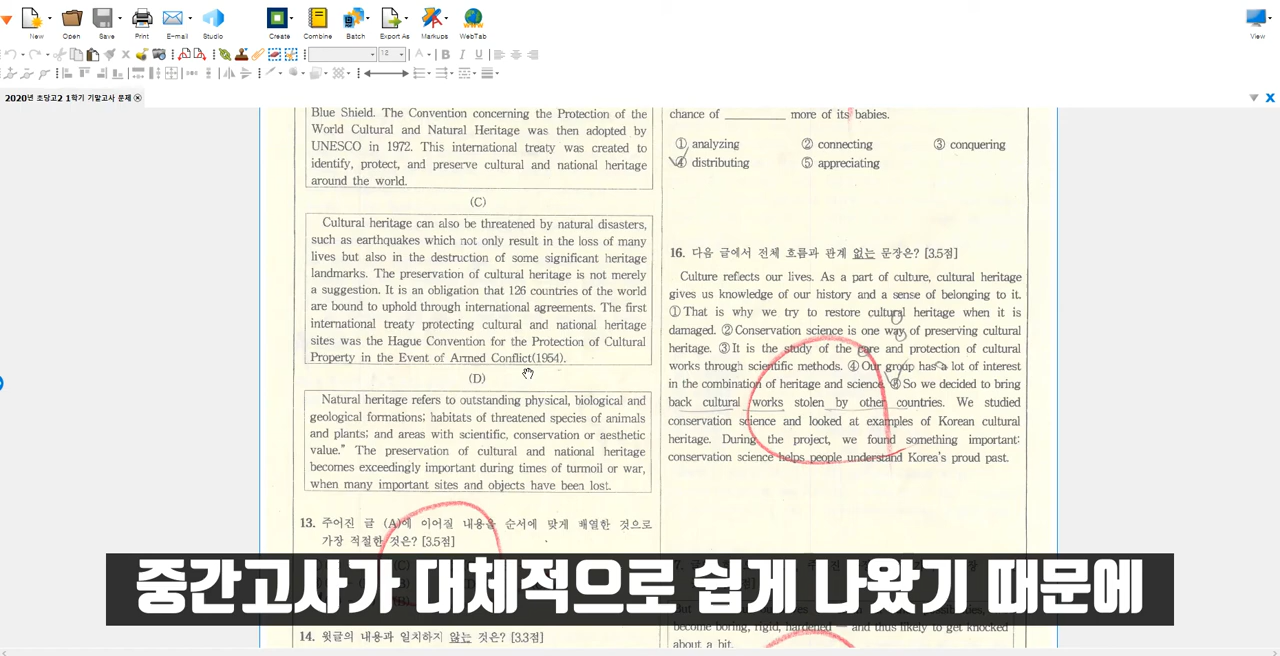 New Open Save Print E-mail Studio Create Combine Batch Export As Markups WebTab View
12
2020년 초당고2 1학기 기말고사 문제
Blue Shield. The Convention concerning the Protection of the
World Cultural and Natural Heritage was then adopted by
UNESCO in 1972. This international treaty was created to
identify, protect, and preserve cultural and national heritage
around the world.
(C)
Cultural heritage can also be threatened by natural disasters,
such as earthquakes which not only result in the loss of many
lives but also in the destruction of some significant heritage
landmarks. The preservation of cultural heritage is not merely
a suggestion. It is an obligation that 126 countries of the world
are bound to uphold through international agreements. The first
international treaty protecting cultural and national heritage
sites was the Hague Convention for the Protection of Cultural
Property in the Event of Armed Conflict(1954).
(D)
Natural heritage refers to outstanding physical, biological and
geological formations; habitats of threatened species of animals
and plants; and areas with scientific, conservation or aesthetic
value.” The preservation of cultural and national heritage
becomes exceedingly important during times of turmoil or war,
when many important sites and objects have been lost.
13. 주어진 글 (A)에 이어질 내용을 순서에 맞게 배열한 것으로
가장 적절한 것은? [3.5점]
14. 윗글의 내용과 일치하지 않는 것은? [3.3점]
chance of ________ more of its babies.
① analyzing ② connecting ③ conquering
④ distributing ⑤ appreciating
16. 다음 글에서 전체 흐름과 관계 없는 문장은? [3.5점]
Culture reflects our lives. As a part of culture, cultural heritage
gives us knowledge of our history and a sense of belonging to it.
① That is why we try to restore cultural heritage when it is
damaged. ② Conservation science is one way of preserving cultural
heritage. ③ It is the study of the care and protection of cultural
works through scientific methods. ④ Our group has a lot of interest
in the combination of heritage and science. ⑤ So we decided to bring
back cultural works stolen by other countries. We studied
conservation science and looked at examples of Korean cultural
heritage. During the project, we found something important:
conservation science helps people understand Korea's proud past.
become boring, rigid, hardened — and thus likely to get knocked
about a bit.
중간고사가 대체적으로 쉽게 나왔기 때문에